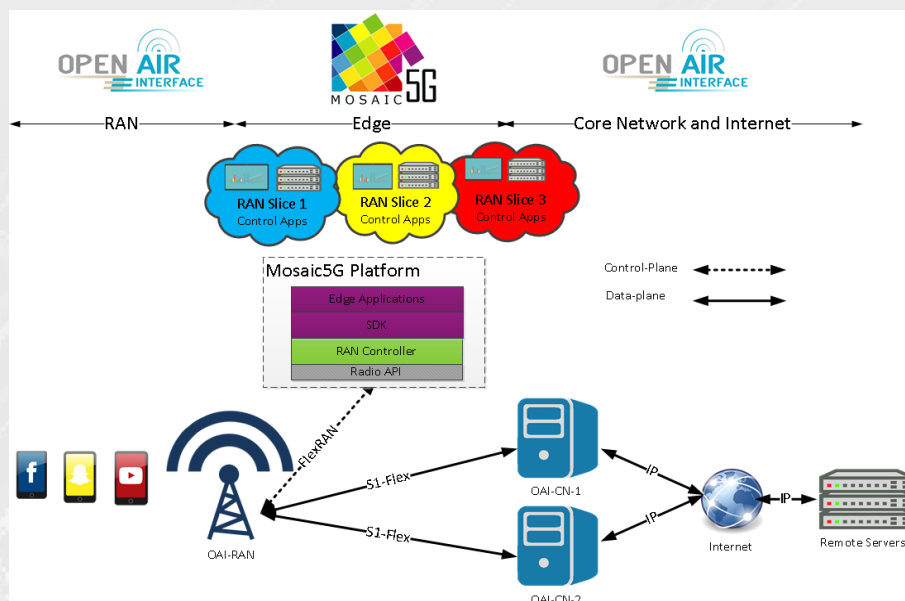 OPEN AIR
INTERFACE
MOSAIC 5G
OPEN AIR
INTERFACE
RAN
Edge
Core Network and Internet
RAN Slice 1
Control Apps
RAN Slice 2
Control Apps
RAN Slice 3
Control Apps
Mosaic5G Platform
Edge Applications
SDK
RAN Controller
Radio API
Control-Plane
Data-plane
FlexRAN
S1-Flex
S1-Flex
OAI-RAN
OAI-CN-1
OAI-CN-2
IP
IP
IP
Internet
Remote Servers
f